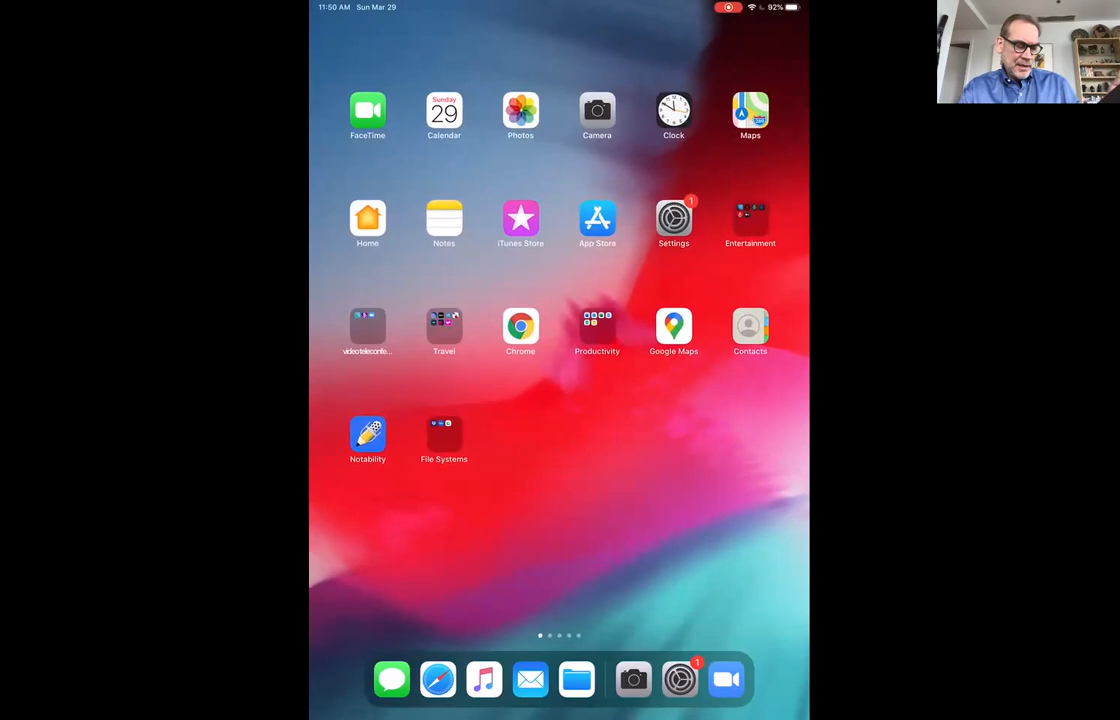 11:50 AM Sun Mar 29
92%
Sunday
29
FaceTime
Calendar
Photos
Camera
Clock
Maps
1
Home
Notes
iTunes Store
App Store
Settings
Entertainment
videoteleconfe...
Travel
Chrome
Productivity
Google Maps
Contacts
Notability
File Systems
1